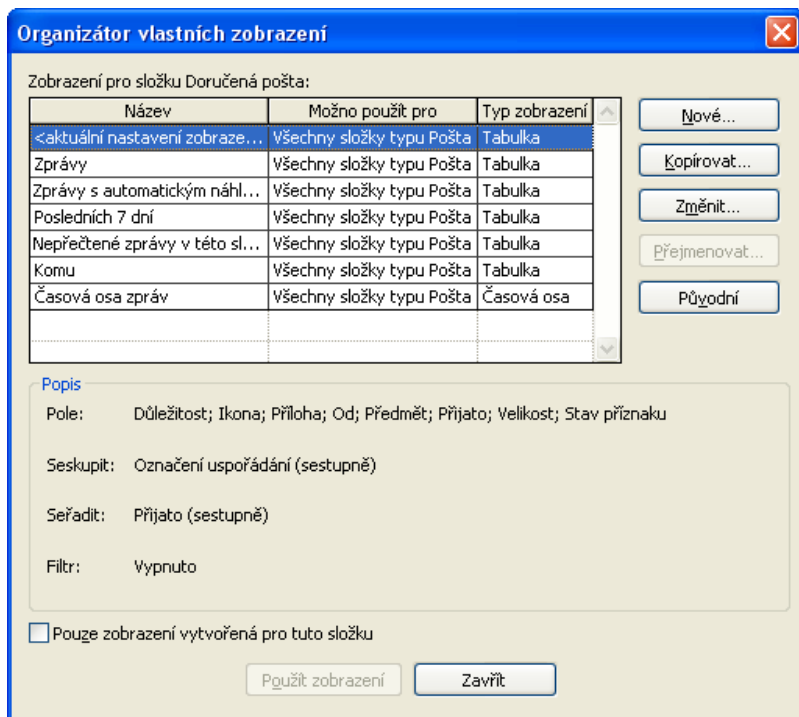 Organizátor vlastních zobrazení
Zobrazení pro složku Doručená pošta:
Název Možno použít pro Typ zobrazení
<aktuální nastavení zobraze... Všechny složky typu Pošta Tabulka
Zprávy Všechny složky typu Pošta Tabulka
Zprávy s automatickým náhl... Všechny složky typu Pošta Tabulka
Posledních 7 dní Všechny složky typu Pošta Tabulka
Nepřečtené zprávy v této sl... Všechny složky typu Pošta Tabulka
Komu Všechny složky typu Pošta Tabulka
Časová osa zpráv Všechny složky typu Pošta Časová osa
Nové...
Kopírovat...
Změnit...
Přejmenovat...
Původní
Popis
Pole: Důležitost; Ikona; Příloha; Od; Předmět; Přijato; Velikost; Stav příznaku
Seskupit: Označení uspořádání (sestupně)
Seřadit: Přijato (sestupně)
Filtr: Vypnuto
Pouze zobrazení vytvořená pro tuto složku
Použít zobrazení Zavřít